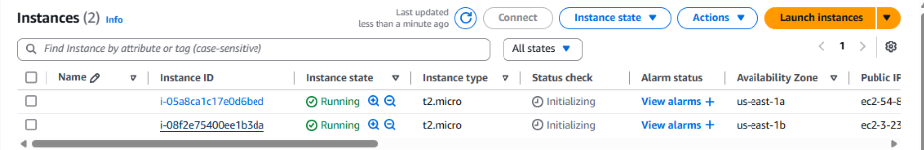 Instances (2) Info
Last updated
less than a minute ago
Connect
Instance state
Actions
Launch instances
Find Instance by attribute or tag (case-sensitive)
All states
1
Name Instance ID Instance state Instance type Status check Alarm status Availability Zone Public IP
i-05a8ca1c17e0d6bed Running t2.micro Initializing View alarms + us-east-1a ec2-54-8
i-08f2e75400ee1b3da Running t2.micro Initializing View alarms + us-east-1b ec2-3-23